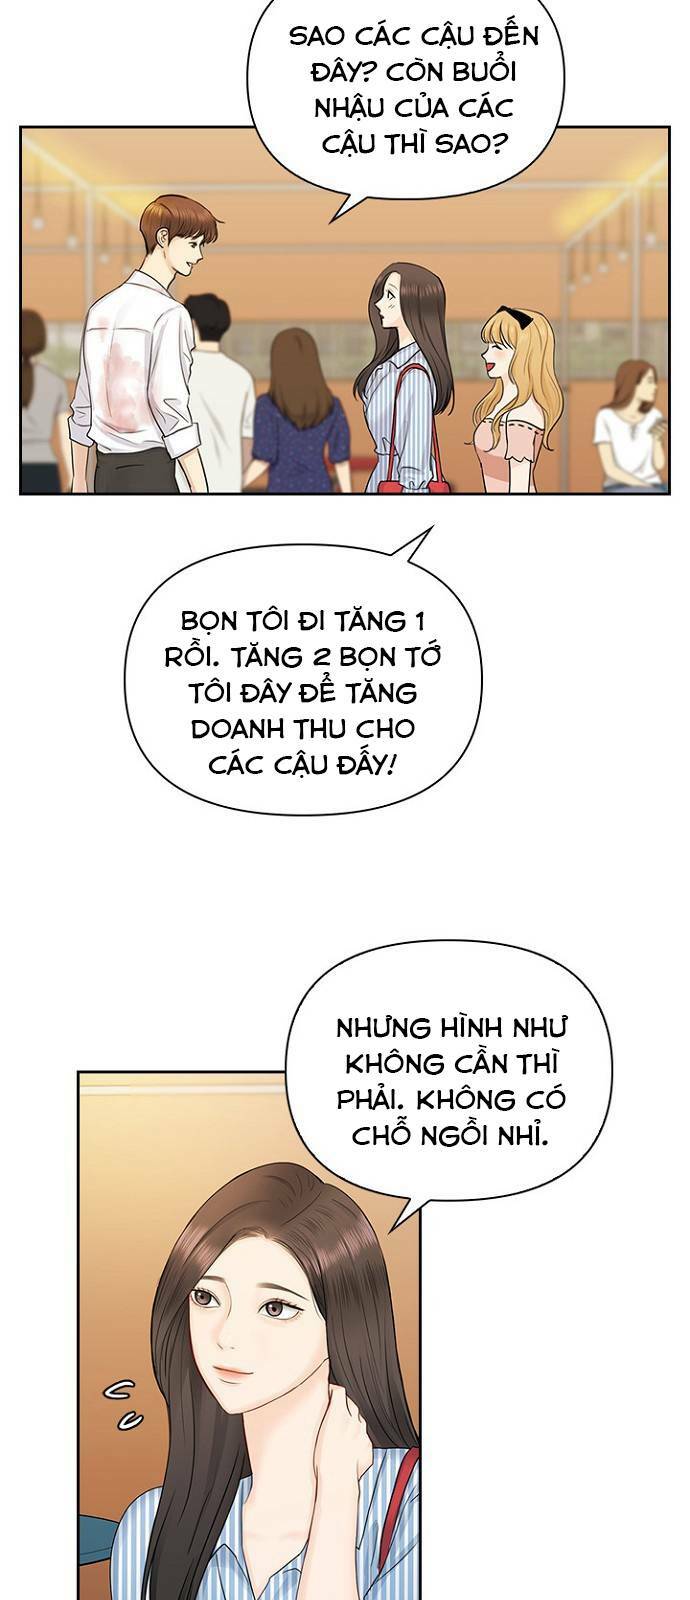 SAO CÁC CẬU ĐẾN
ĐÂY? CÒN BUỔI
NHẬU CỦA CÁC
CẬU THÌ SAO?
BỌN TÔI ĐI TĂNG 1
RỒI. TĂNG 2 BỌN TỚ
TÔI ĐÂY ĐỂ TĂNG
DOANH THU CHO
CÁC CẬU ĐẤY!
NHƯNG HÌNH NHƯ
KHÔNG CẦN THÌ
PHẢI. KHÔNG CÓ
CHỖ NGỒI NHỈ.